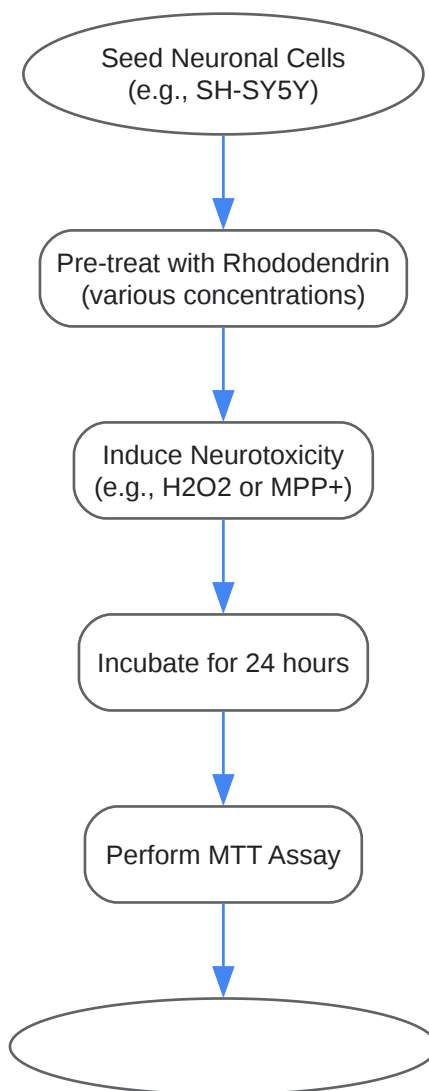 Seed Neuronal Cells
(e.g., SH-SY5Y)
Pre-treat with Rhododendrin
(various concentrations)
Induce Neurotoxicity
(e.g., H2O2 or MPP+)
Incubate for 24 hours
Perform MTT Assay